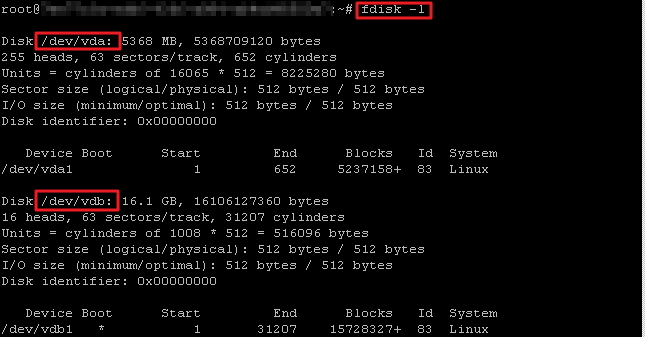 root@:~# fdisk -l
Disk /dev/vda: 5368 MB, 5368709120 bytes
255 heads, 63 sectors/track, 652 cylinders
Units = cylinders of 16065 * 512 = 8225280 bytes
Sector size (logical/physical): 512 bytes / 512 bytes
I/O size (minimum/optimal): 512 bytes / 512 bytes
Disk identifier: 0x00000000
Device Boot Start End Blocks Id System
/dev/vda1 1 652 5237158+ 83 Linux
Disk /dev/vdb: 16.1 GB, 16106127360 bytes
16 heads, 63 sectors/track, 31207 cylinders
Units = cylinders of 1008 * 512 = 516096 bytes
Sector size (logical/physical): 512 bytes / 512 bytes
I/O size (minimum/optimal): 512 bytes / 512 bytes
Disk identifier: 0x00000000
Device Boot Start End Blocks Id System
/dev/vdb1 * 1 31207 15728327+ 83 Linux